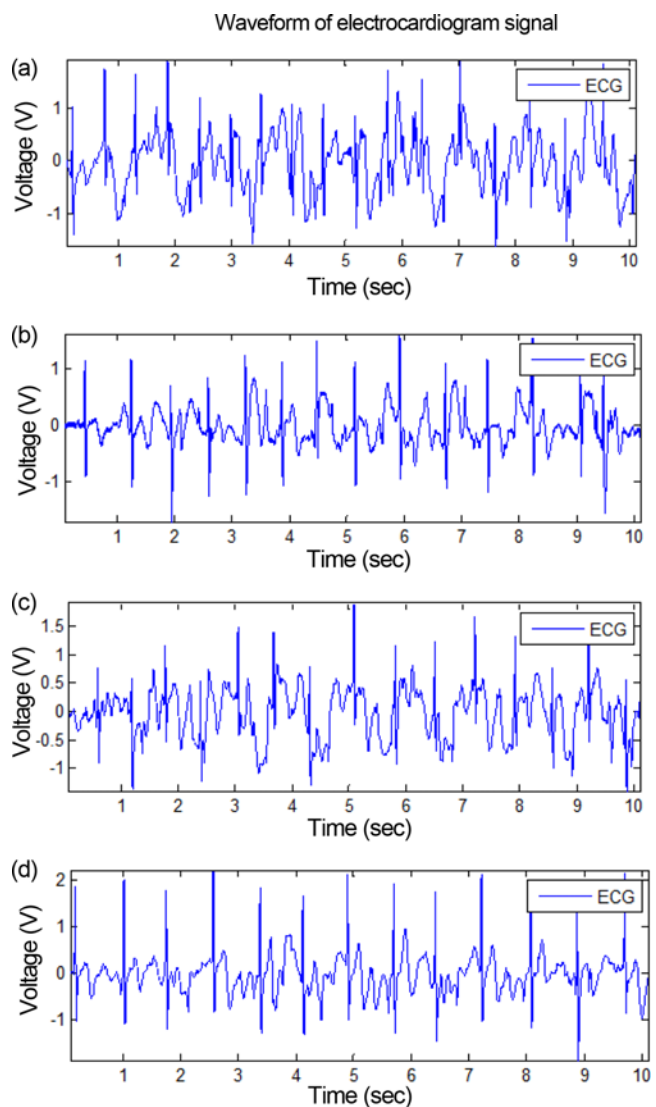 Waveform of electrocardiogram signal
(a)
ECG
Voltage (V)
1
0
-1
1 2 3 4 5 6 7 8 9 10
Time (sec)
(b)
ECG
Voltage (V)
1
0
-1
1 2 3 4 5 6 7 8 9 10
Time (sec)
(c)
ECG
Voltage (V)
1.5
1
0.5
0
-0.5
-1
1 2 3 4 5 6 7 8 9 10
Time (sec)
(d)
ECG
Voltage (V)
2
1
0
-1
1 2 3 4 5 6 7 8 9 10
Time (sec)